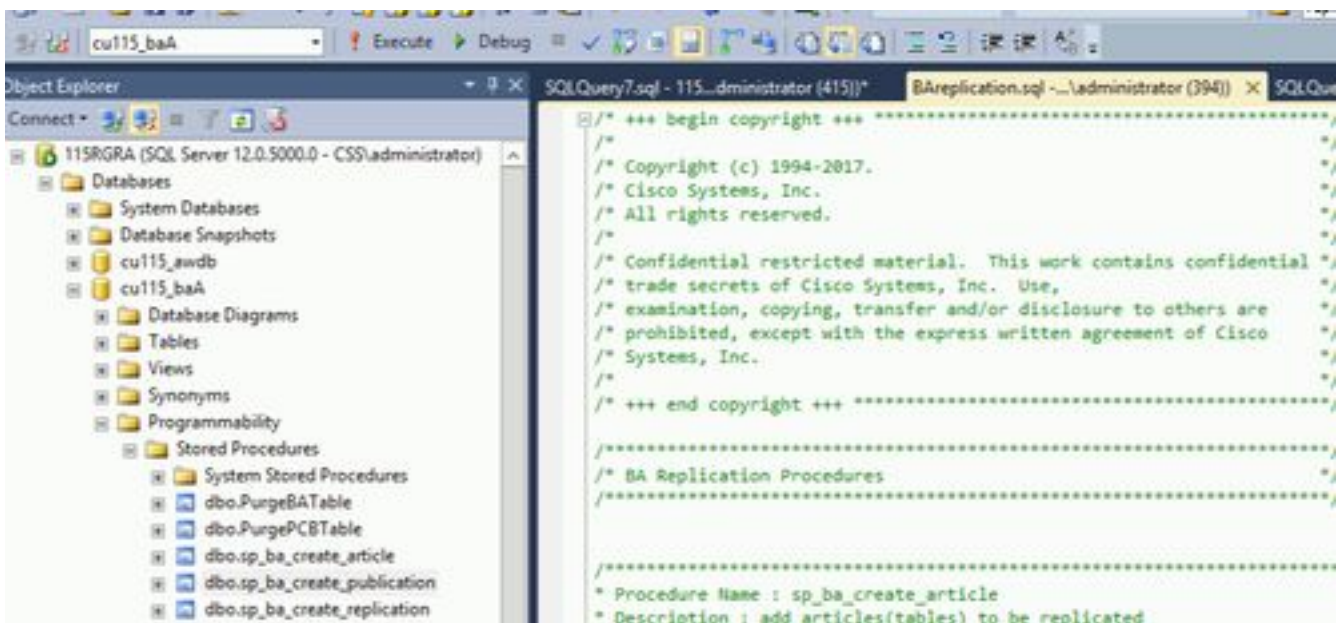 cu115_baA
Execute Debug
Object Explorer
Connect
115RGRA (SQL Server 12.0.5000.0 - CSS\administrator)
Databases
System Databases
Database Snapshots
cu115_awdb
cu115_baA
Database Diagrams
Tables
Views
Synonyms
Programmability
Stored Procedures
System Stored Procedures
dbo.PurgeBATable
dbo.PurgePCBTable
dbo.sp_ba_create_article
dbo.sp_ba_create_publication
dbo.sp_ba_create_replication
SQLQuery7.sql - 115...dministrator (415))*
BAreplication.sql -...\administrator (394))
SQLQue
/* +++ begin copyright +++ ***********************************************/
/* */
/* Copyright (c) 1994-2017. */
/* Cisco Systems, Inc. */
/* All rights reserved. */
/* */
/* Confidential restricted material. This work contains confidential */
/* trade secrets of Cisco Systems, Inc. Use, */
/* examination, copying, transfer and/or disclosure to others are */
/* prohibited, except with the express written agreement of Cisco */
/* Systems, Inc. */
/* */
/* +++ end copyright +++ *************************************************/
/*************************************************************************/
/* BA Replication Procedures */
/*************************************************************************/
/*************************************************************************
* Procedure Name : sp_ba_create_article
* Description : add articles(tables) to be replicated